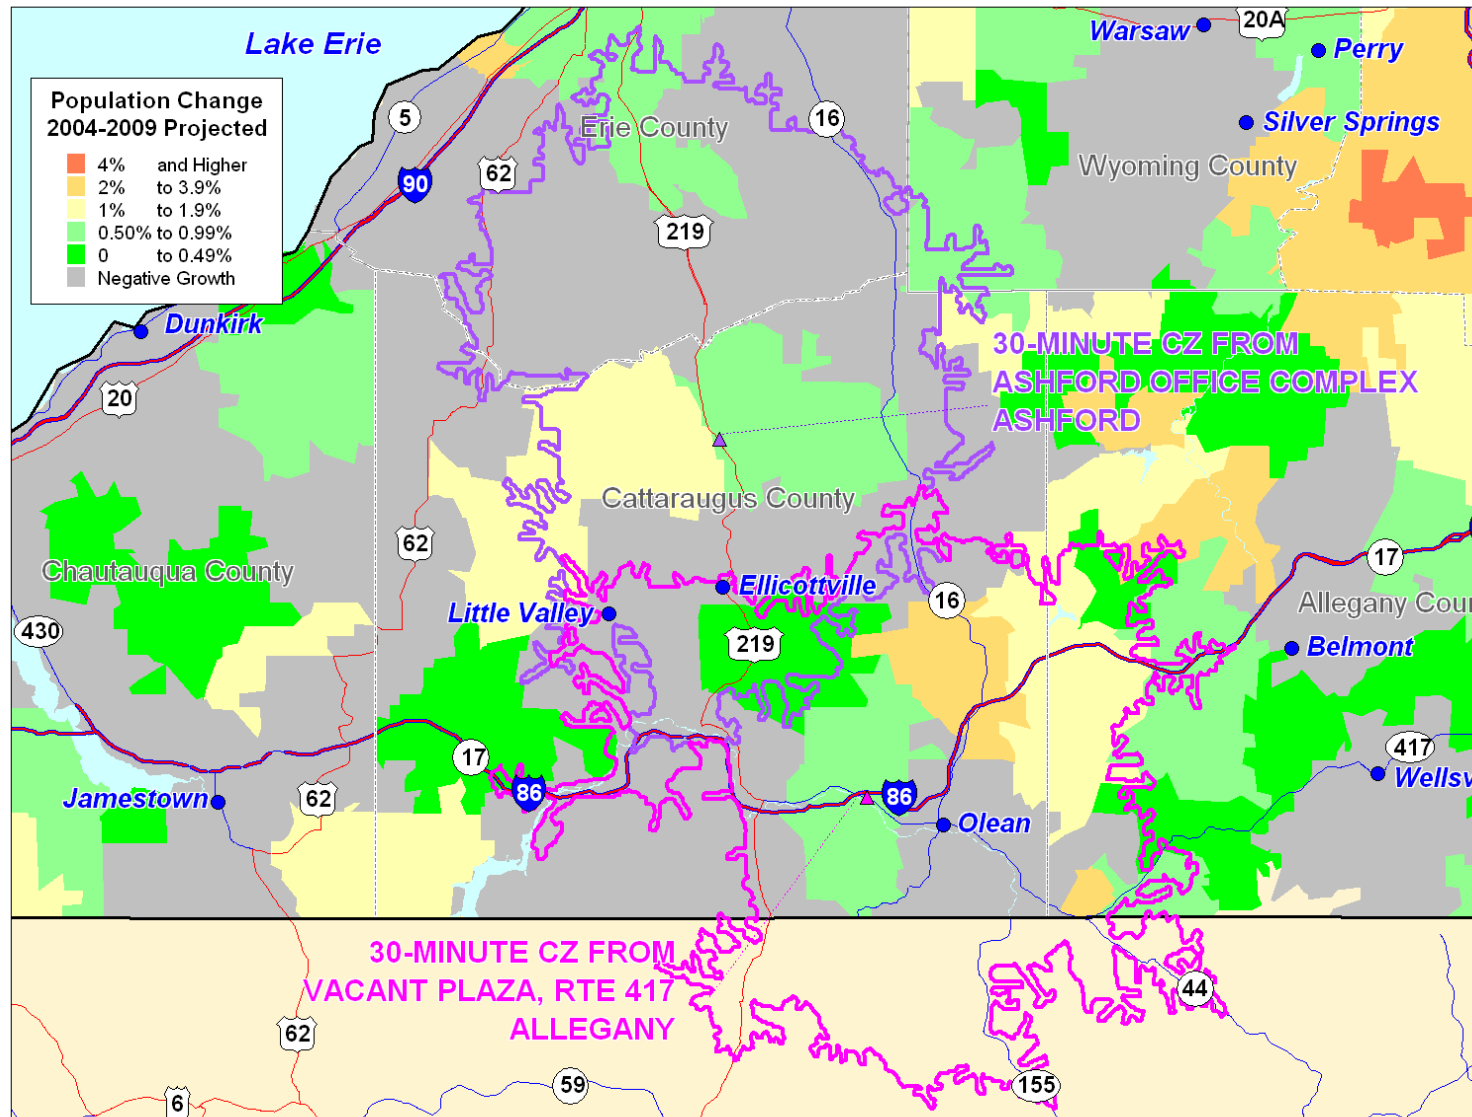 Lake Erie
Warsaw
20A
Perry
Population Change
2004-2009 Projected
4% and Higher
2% to 3.9%
1% to 1.9%
0.50% to 0.99%
0 to 0.49%
Negative Growth
5
16
Erie County
Silver Springs
Wyoming County
62
90
219
Dunkirk
30-MINUTE CZ FROM
ASHFORD OFFICE COMPLEX
ASHFORD
20
Cattaraugus County
62
17
Chautauqua County
Ellicottville
Little Valley
16
Allegany Coun
430
219
Belmont
17
417
Wellsv
Jamestown
62
86
86
Olean
30-MINUTE CZ FROM
VACANT PLAZA, RTE 417
ALLEGANY
44
62
59
155
6